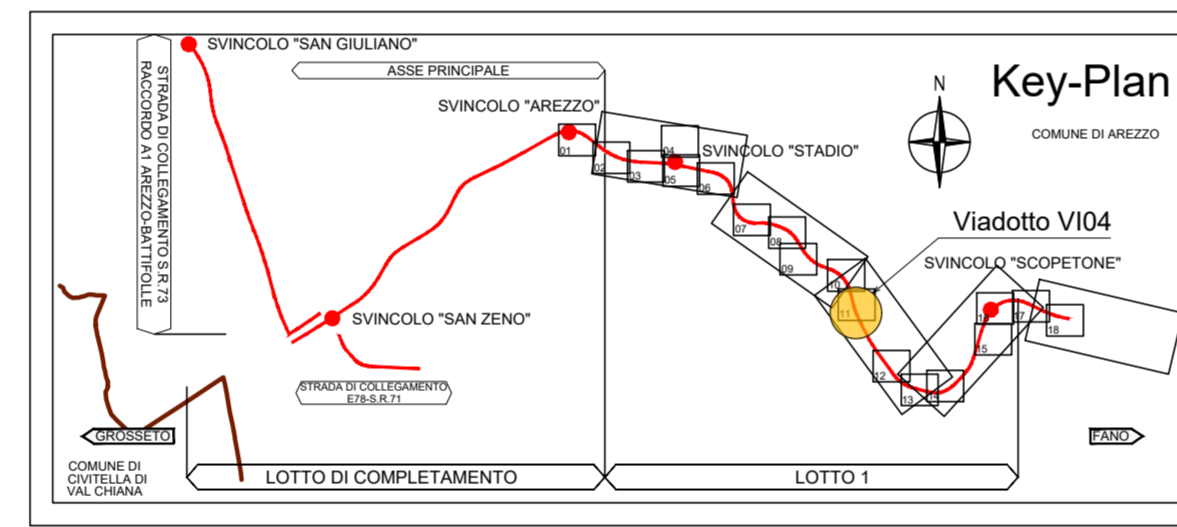 SVINCOLO "SAN GIULIANO"
STRADA DI COLLEGAMENTO S.R.73
RACCORDO A1 AREZZO-BATTIFOLLE
ASSE PRINCIPALE
SVINCOLO "AREZZO"
N
Key-Plan
COMUNE DI AREZZO
01
02
03
04
05
06
SVINCOLO "STADIO"
07
08
09
10
11
Viadotto VI04
SVINCOLO "SCOPETONE"
12
13
14
15
16
17
18
SVINCOLO "SAN ZENO"
STRADA DI COLLEGAMENTO
E78-S.R.71
GROSSETO
FANO
COMUNE DI
CIVITELLA DI
VAL CHIANA
LOTTO DI COMPLETAMENTO
LOTTO 1